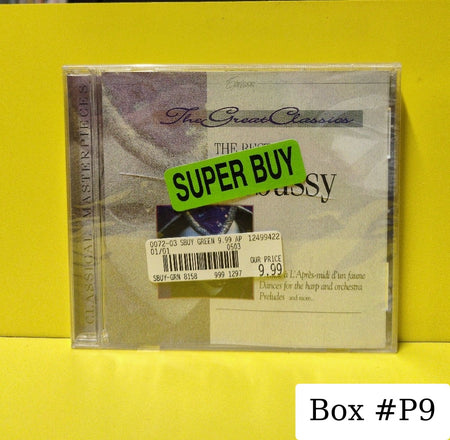 The Great Classics
THE BEST
SUPER BUY
ussy
0072-03 SBUY GREEN 9.99 AP 12499422
01/01 0503
OUR PRICE
9.99
SBUY-GRN 8158 999 1297
L'Après-midi d'un faune
Dances for the harp and orchestra
Preludes and more...
CLASSICAL MASTERPIECES
Box #P9